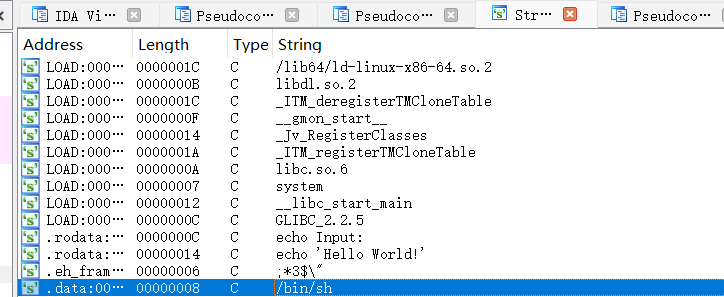 IDA Vi··· Pseudoco··· Pseudoco··· Str··· Pseudoco···
Address Length Type String
LOAD:000··· 0000001C C /lib64/ld-linux-x86-64.so.2
LOAD:000··· 0000000B C libdl.so.2
LOAD:000··· 0000001C C _ITM_deregisterTMCloneTable
LOAD:000··· 0000000F C __gmon_start__
LOAD:000··· 00000014 C _Jv_RegisterClasses
LOAD:000··· 0000001A C _ITM_registerTMCloneTable
LOAD:000··· 0000000A C libc.so.6
LOAD:000··· 00000007 C system
LOAD:000··· 00000012 C __libc_start_main
LOAD:000··· 0000000C C GLIBC_2.2.5
.rodata:··· 0000000C C echo Input:
.rodata:··· 00000014 C echo 'Hello World!'
.eh_fram··· 00000006 C ;*3$\"
.data:00··· 00000008 C /bin/sh